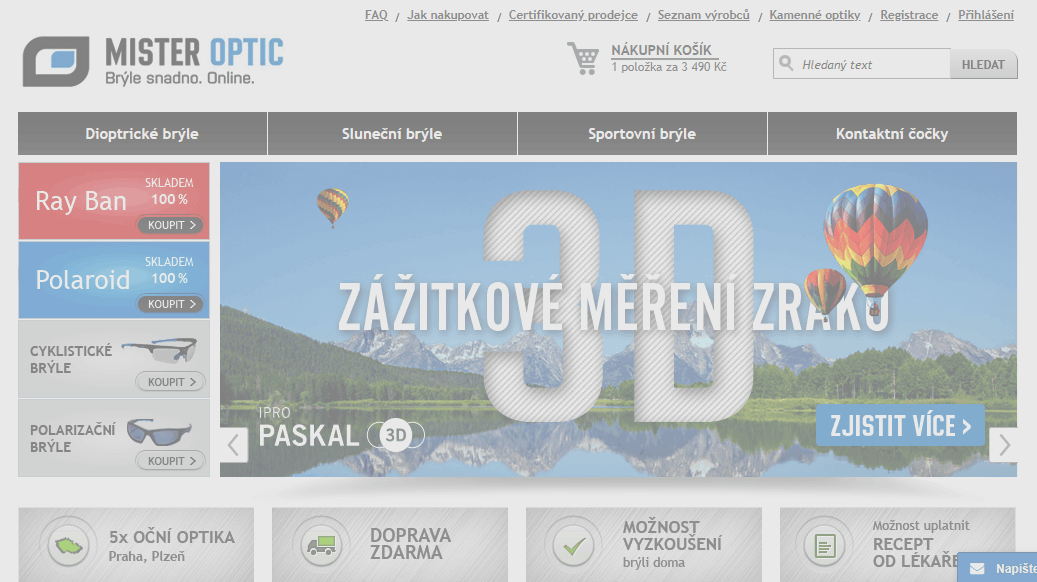 FAQ / Jak nakupovat / Certifikovaný prodejce / Seznam výrobců / Kamenné optiky / Registrace / Přihlášení
MISTER OPTIC
Brýle snadno. Online.
NÁKUPNÍ KOŠÍK
1 položka za 3 490 Kč
Hledaný text
HLEDAT
Dioptrické brýle
Sluneční brýle
Sportovní brýle
Kontaktní čočky
Ray Ban
SKLADEM
100 %
KOUPIT >
Polaroid
SKLADEM
100 %
KOUPIT >
CYKLISTICKÉ
BRÝLE
KOUPIT >
POLARIZAČNÍ
BRÝLE
KOUPIT >
3D
ZÁŽITKOVÉ MĚŘENÍ ZRAKU
IPRO
PASKAL 3D
ZJISTIT VÍCE >
5x OČNÍ OPTIKA
Praha, Plzeň
DOPRAVA
ZDARMA
MOŽNOST
VYZKOUŠENÍ
brýlí doma
Možnost uplatnit
RECEPT
OD LÉKAŘE
Napište